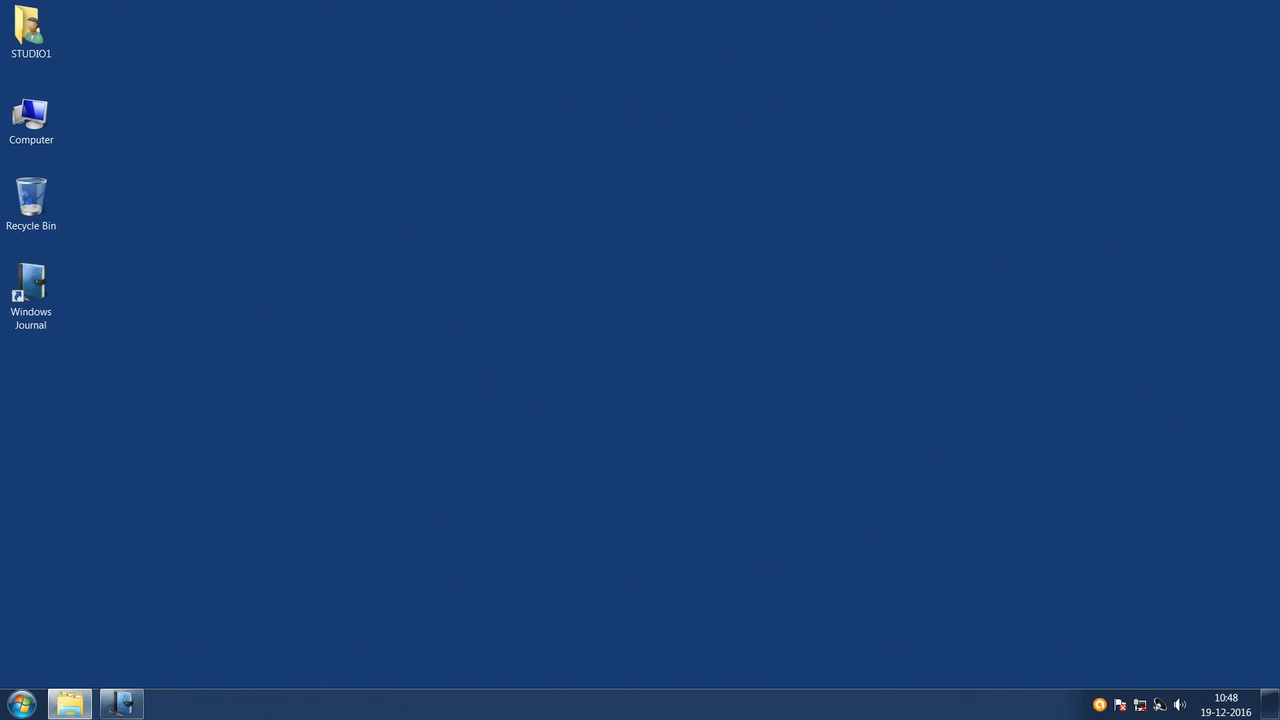 STUDIO1
Computer
Recycle Bin
Windows
Journal
10:48
19-12-2016